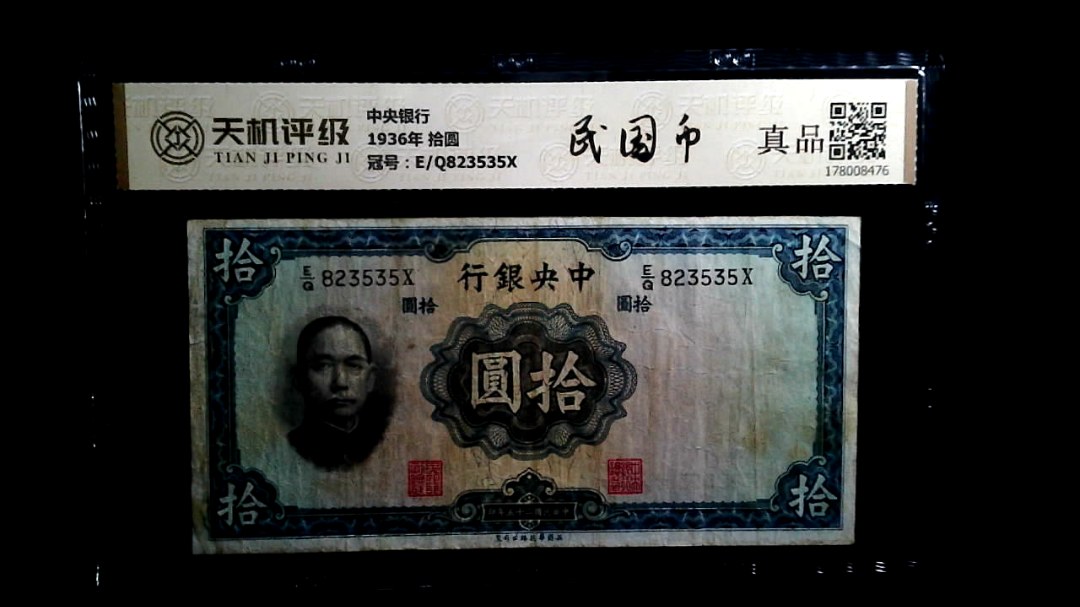 天机评级
TIAN JI PING JI
中央银行
1936年 拾圆
冠号：E/Q823535X
民国币
真品
178008476
拾
拾
行銀央中
E/Q 823535X
E/Q 823535X
圓拾
圓拾
圓拾
拾
拾